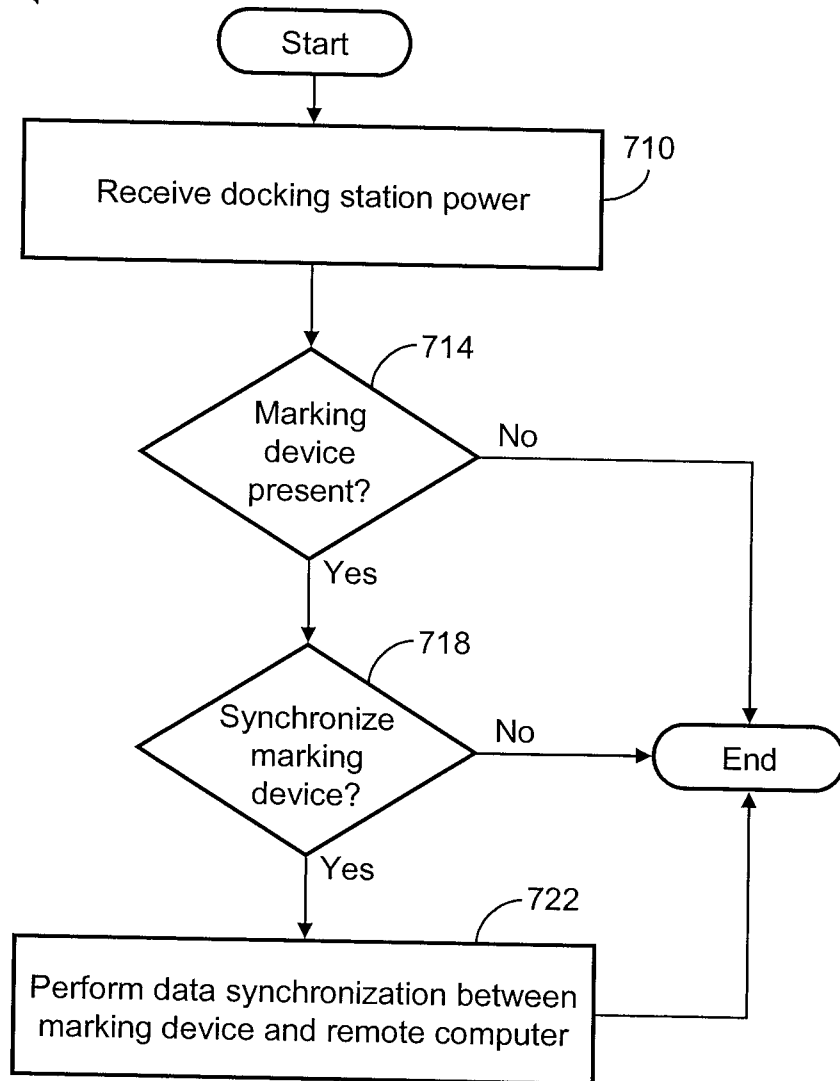 Start
710
Receive docking station power
714
Marking
device
present?
No
Yes
718
Synchronize
marking
device?
No
End
Yes
722
Perform data synchronization between
marking device and remote computer